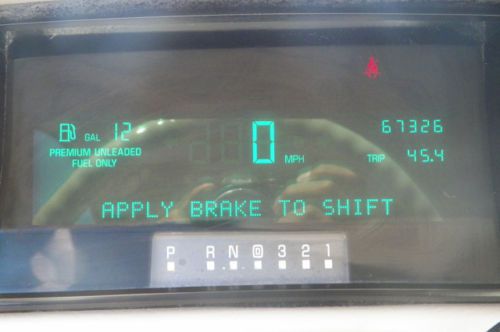 GAL 12
PREMIUM UNLEADED
FUEL ONLY
0 MPH
67326
TRIP 45.4
APPLY BRAKE TO SHIFT
P R N D 3 2 1